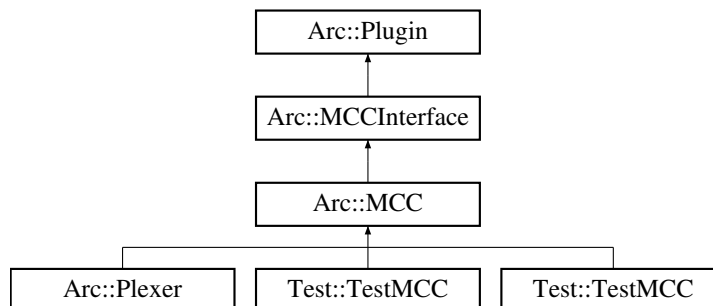 Arc::Plugin
Arc::MCCInterface
Arc::MCC
Arc::Plexer
Test::TestMCC
Test::TestMCC